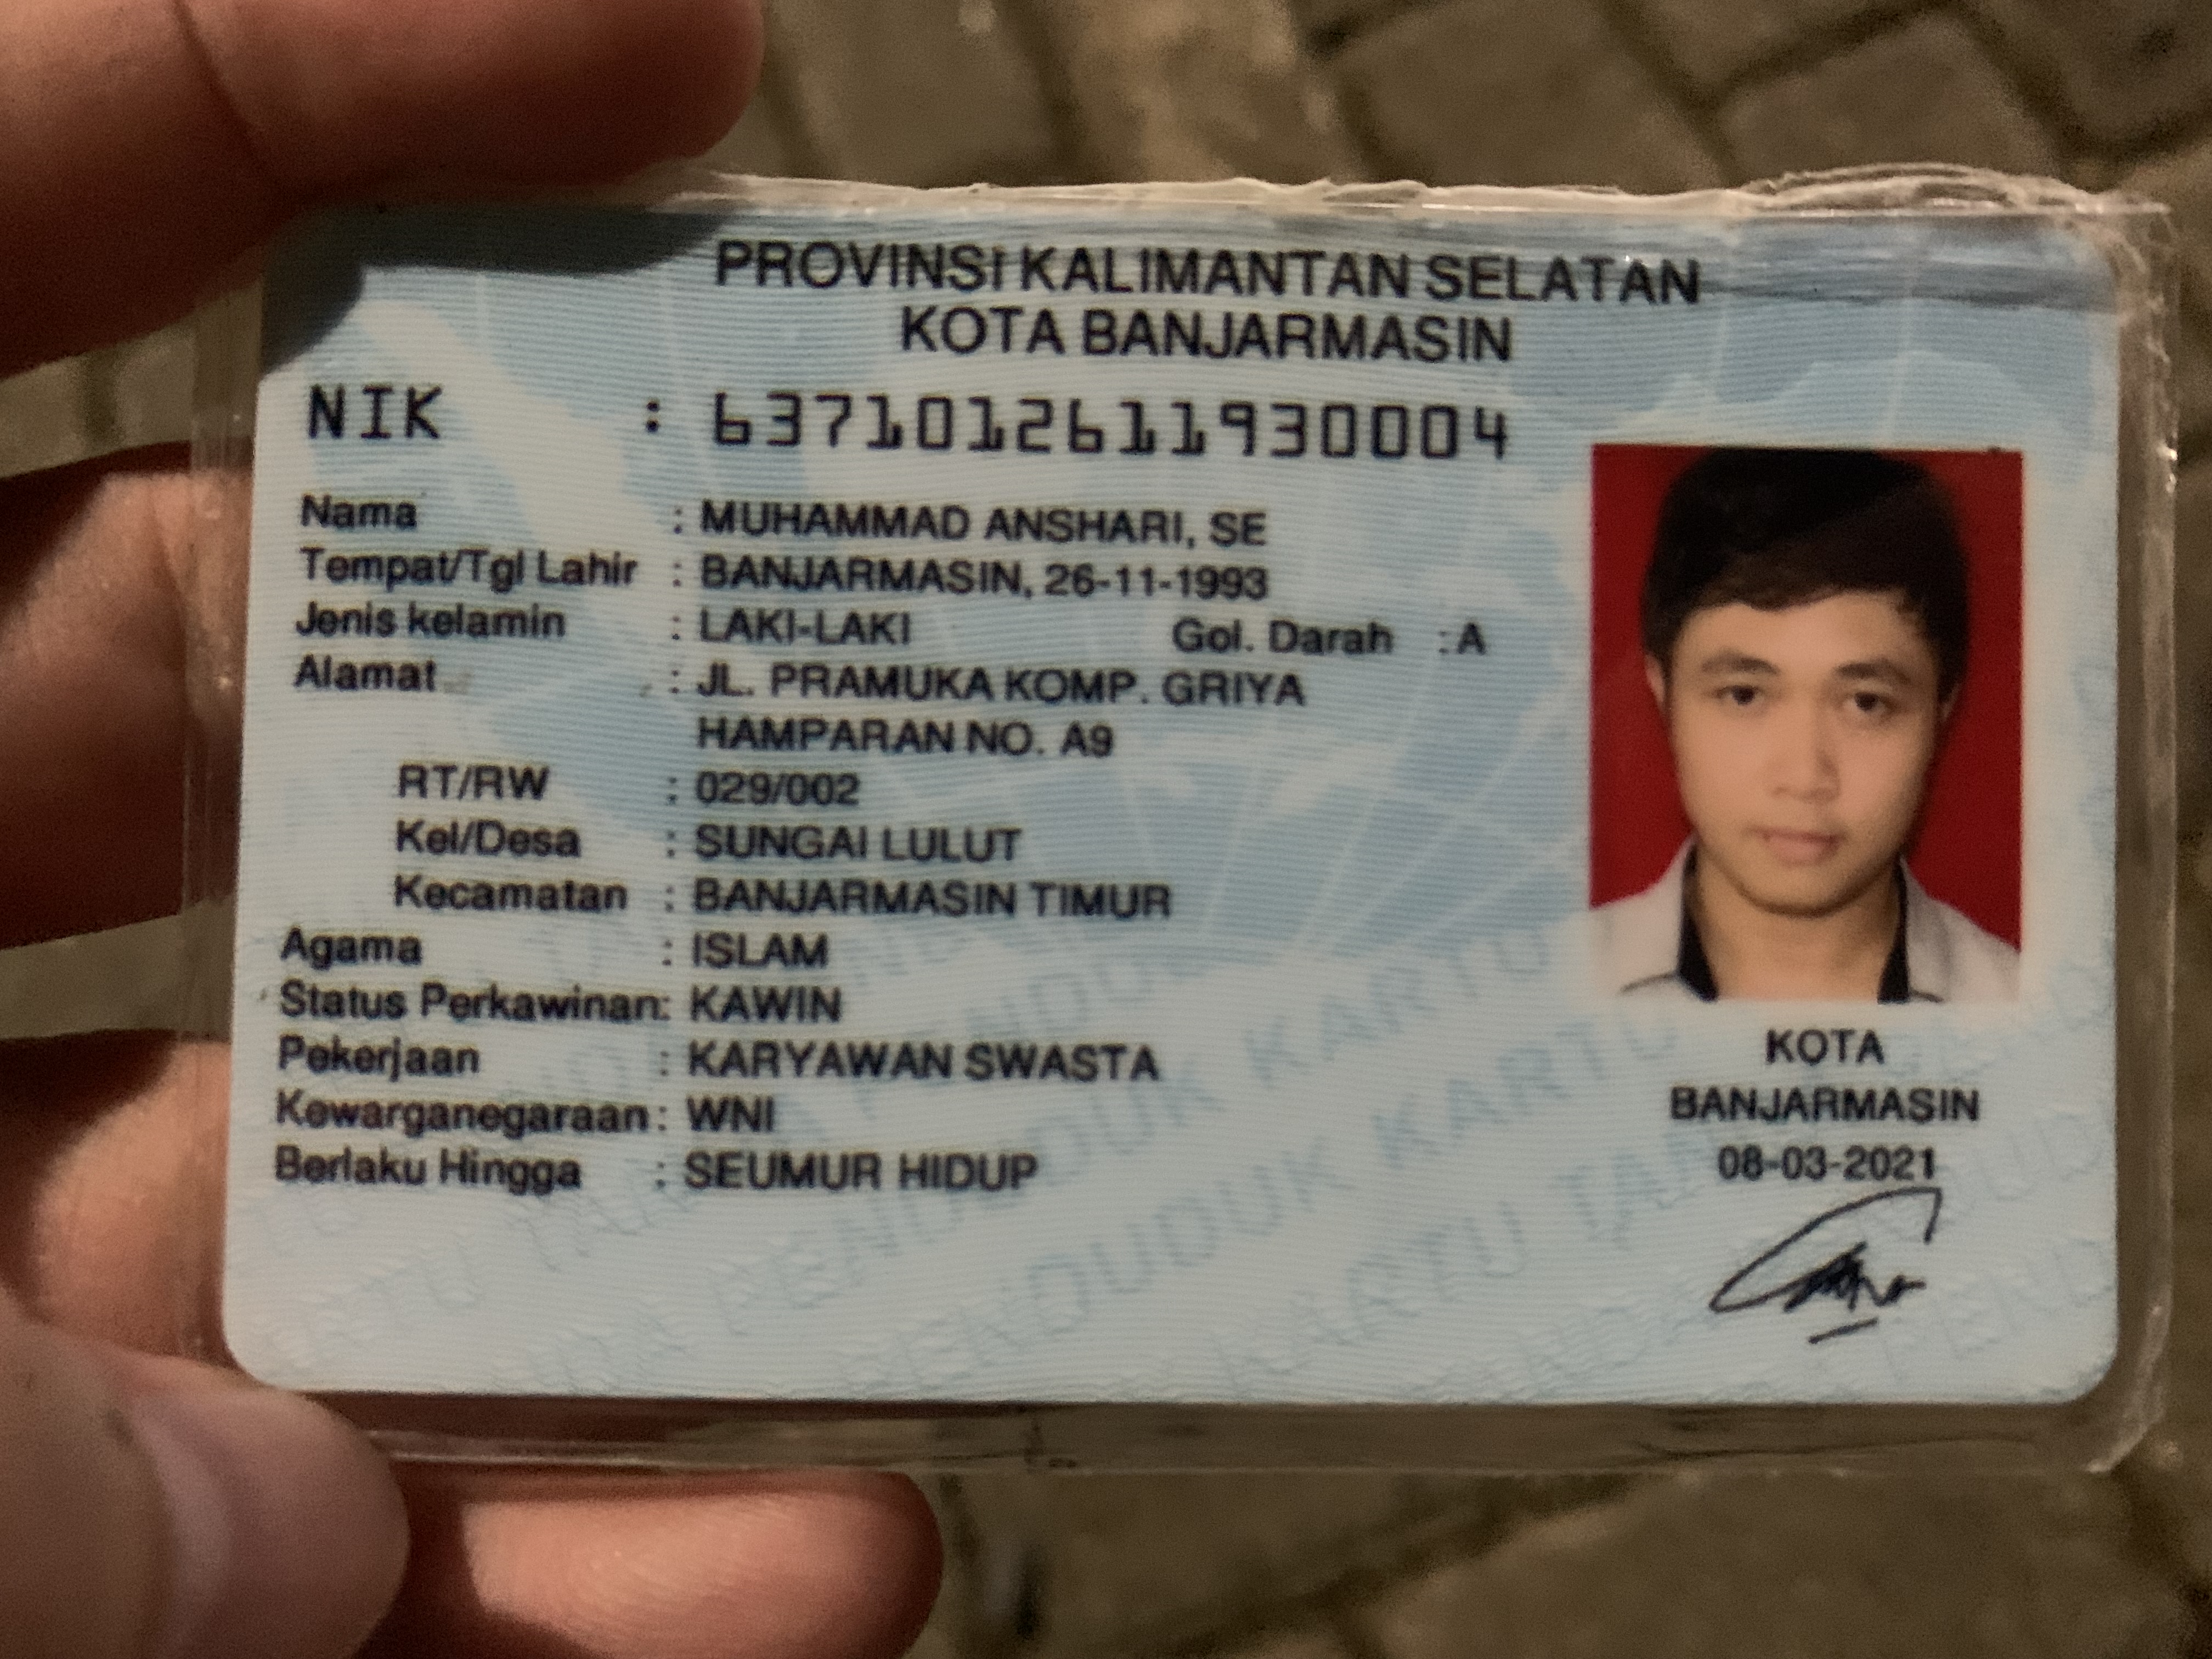 PROVINSI KALIMANTAN SELATAN
KOTA BANJARMASIN
NIK : 6371012611930004
Nama : MUHAMMAD ANSHARI, SE
Tempat/Tgl Lahir : BANJARMASIN, 26-11-1993
Jenis kelamin : LAKI-LAKI Gol. Darah : A
Alamat : JL. PRAMUKA KOMP. GRIYA
HAMPARAN NO. A9
RT/RW : 029/002
Kel/Desa : SUNGAI LULUT
Kecamatan : BANJARMASIN TIMUR
Agama : ISLAM
Status Perkawinan: KAWIN
Pekerjaan : KARYAWAN SWASTA
Kewarganegaraan : WNI
Berlaku Hingga : SEUMUR HIDUP
KOTA
BANJARMASIN
08-03-2021